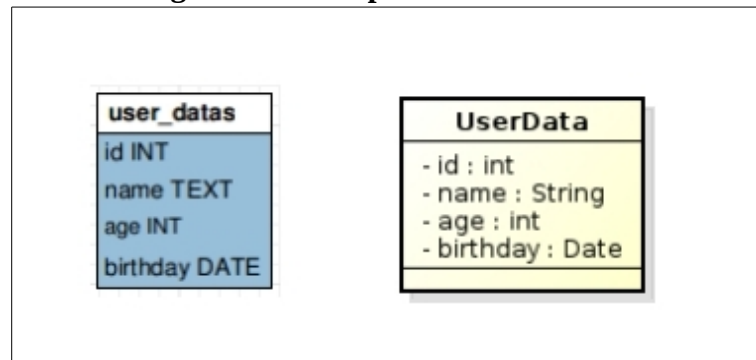 user_datas
id INT
name TEXT
age INT
birthday DATE
UserData
- id : int
- name : String
- age : int
- birthday : Date